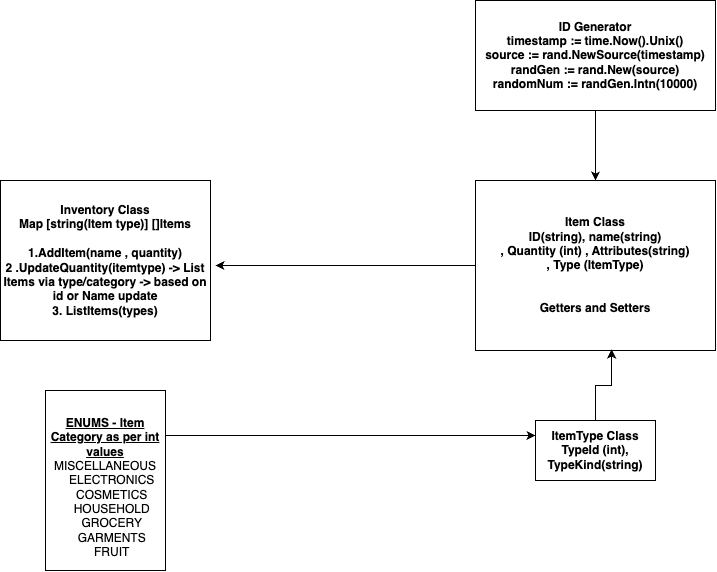 ID Generator
timestamp := time.Now().Unix()
source := rand.NewSource(timestamp)
randGen := rand.New(source)
randomNum := randGen.Intn(10000)
Inventory Class
Map [string(Item type)] []Items
1.AddItem(name , quantity)
2 .UpdateQuantity(itemtype) -> List
Items via type/category -> based on
id or Name update
3. ListItems(types)
Item Class
ID(string), name(string)
, Quantity (int) , Attributes(string)
, Type (ItemType)
Getters and Setters
ENUMS - Item
Category as per int
values
MISCELLANEOUS
ELECTRONICS
COSMETICS
HOUSEHOLD
GROCERY
GARMENTS
FRUIT
ItemType Class
TypeId (int),
TypeKind(string)